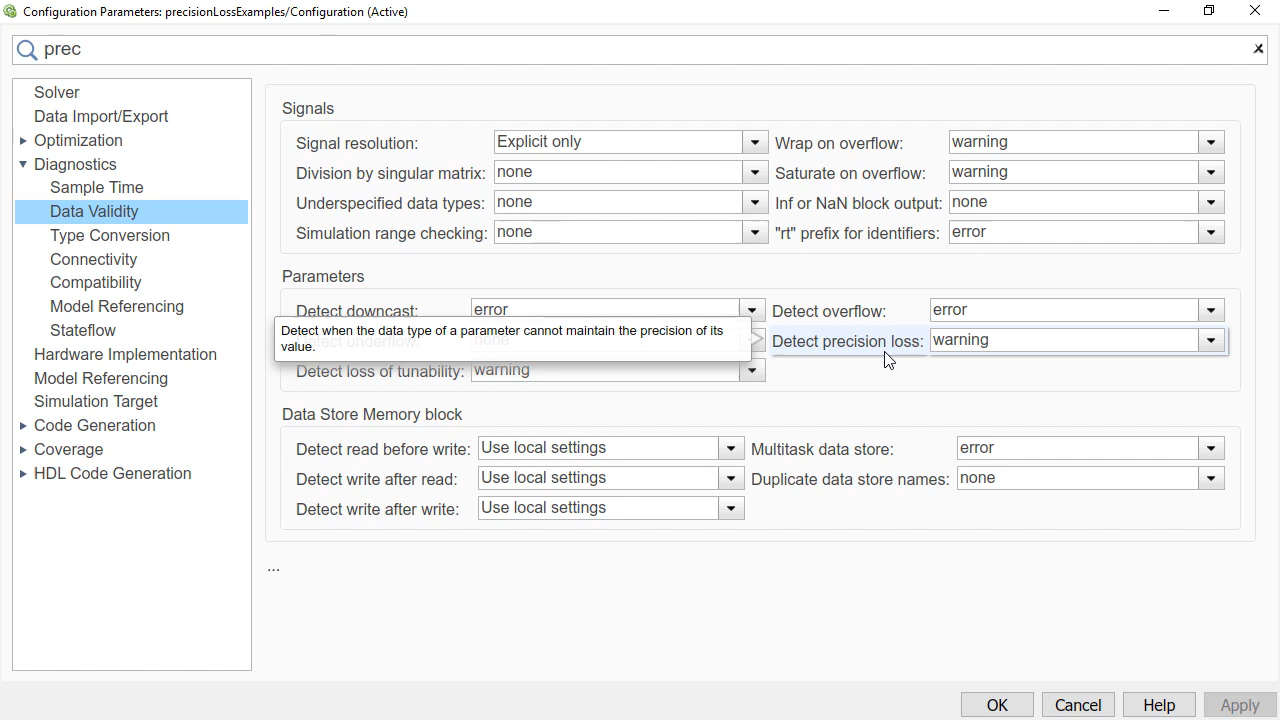 Configuration Parameters: precisionLossExamples/Configuration (Active)
prec
Solver
Data Import/Export
Optimization
Diagnostics
Sample Time
Data Validity
Type Conversion
Connectivity
Compatibility
Model Referencing
Stateflow
Hardware Implementation
Model Referencing
Simulation Target
Code Generation
Coverage
HDL Code Generation
Signals
Signal resolution: Explicit only Wrap on overflow: warning
Division by singular matrix: none Saturate on overflow: warning
Underspecified data types: none Inf or NaN block output: none
Simulation range checking: none "rt" prefix for identifiers: error
Parameters
Detect downcast: error Detect overflow: error
Detect when the data type of a parameter cannot maintain the precision of its
value.
Detect underflow: none Detect precision loss: warning
Detect loss of tunability: warning
Data Store Memory block
Detect read before write: Use local settings Multitask data store: error
Detect write after read: Use local settings Duplicate data store names: none
Detect write after write: Use local settings
...
OK Cancel Help Apply